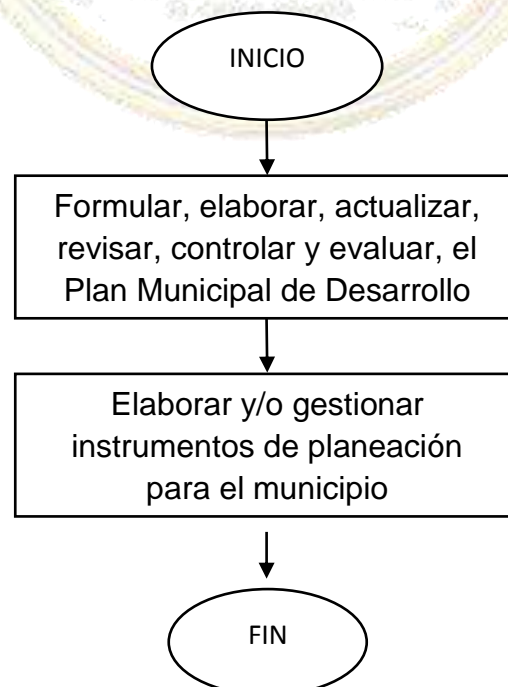 INICIO
Formular, elaborar, actualizar,
revisar, controlar y evaluar, el
Plan Municipal de Desarrollo
Elaborar y/o gestionar
instrumentos de planeación
para el municipio
FIN